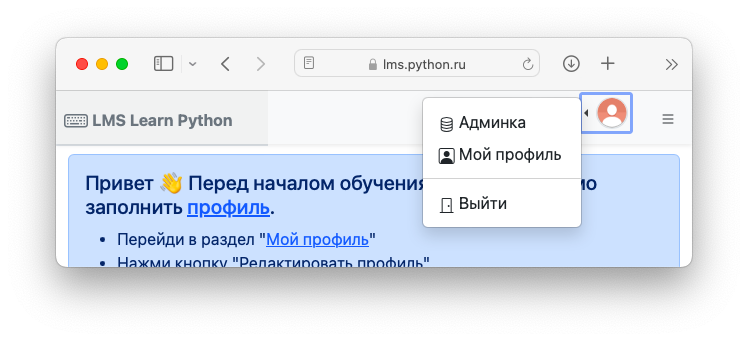 lms.python.ru
LMS Learn Python
Админка
Мой профиль
Выйти
Привет 👋 Перед началом обучения мо
заполнить профиль.
Перейди в раздел "Мой профиль"
Нажми кнопку "Редактировать профиль"